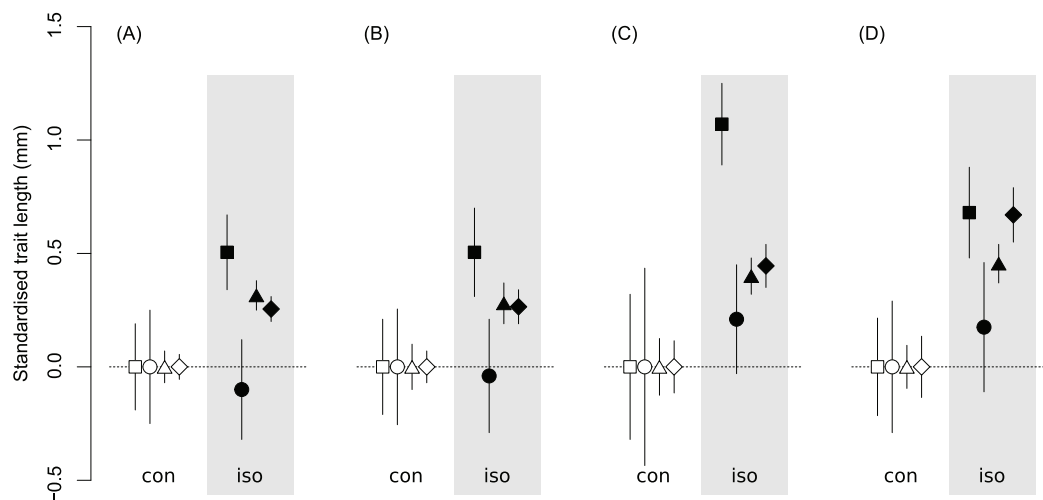 (A) (B) (C) (D)
Standardised trait length (mm)
1.5
1.0
0.5
0.0
−0.5
con iso con iso con iso con iso